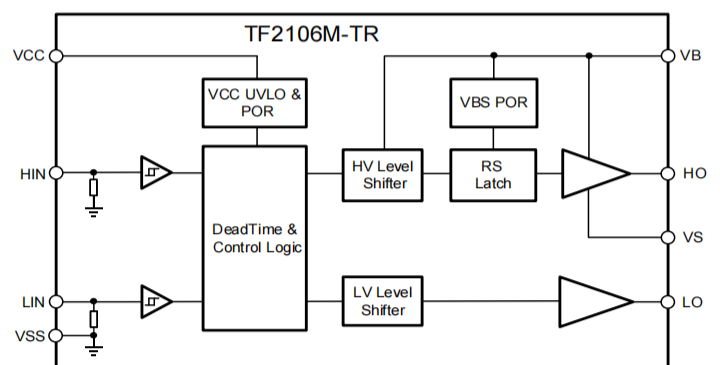 TF2106M-TR
VCC
VB
VCC UVLO &
POR
VBS POR
HIN
HV Level
Shifter
RS
Latch
HO
DeadTime &
Control Logic
VS
LIN
LV Level
Shifter
LO
VSS